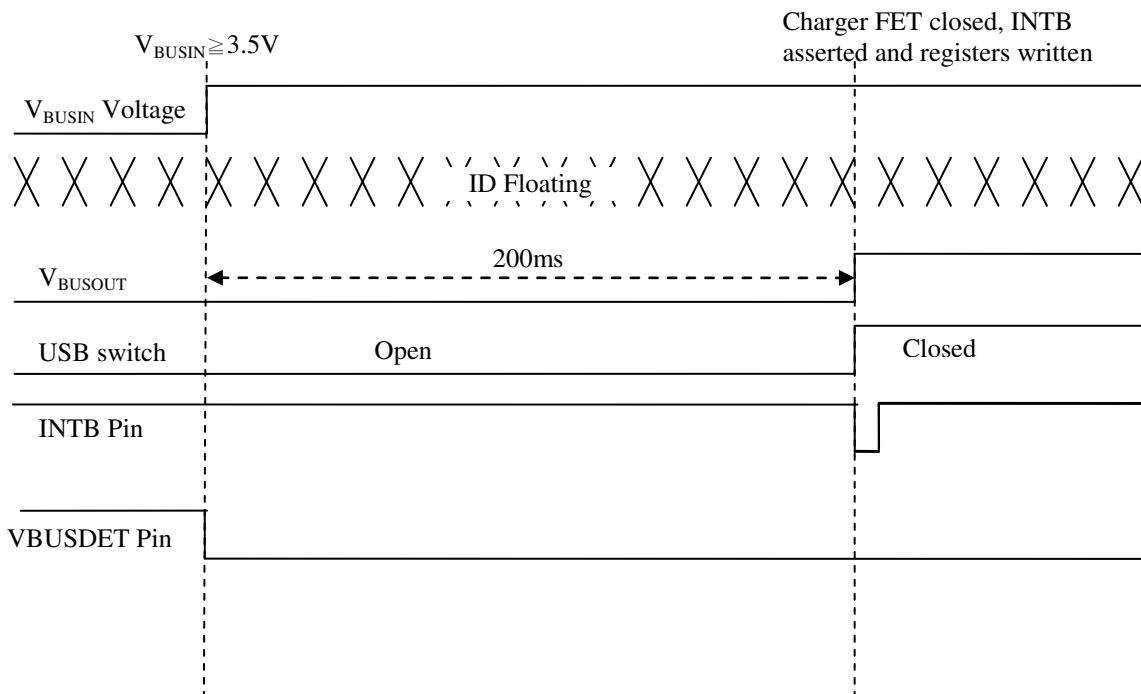 Charger FET closed, INTB
asserted and registers written
V_BUSIN≧3.5V
V_BUSIN Voltage
ID Floating
200ms
V_BUSOUT
USB switch
Open
Closed
INTB Pin
VBUSDET Pin